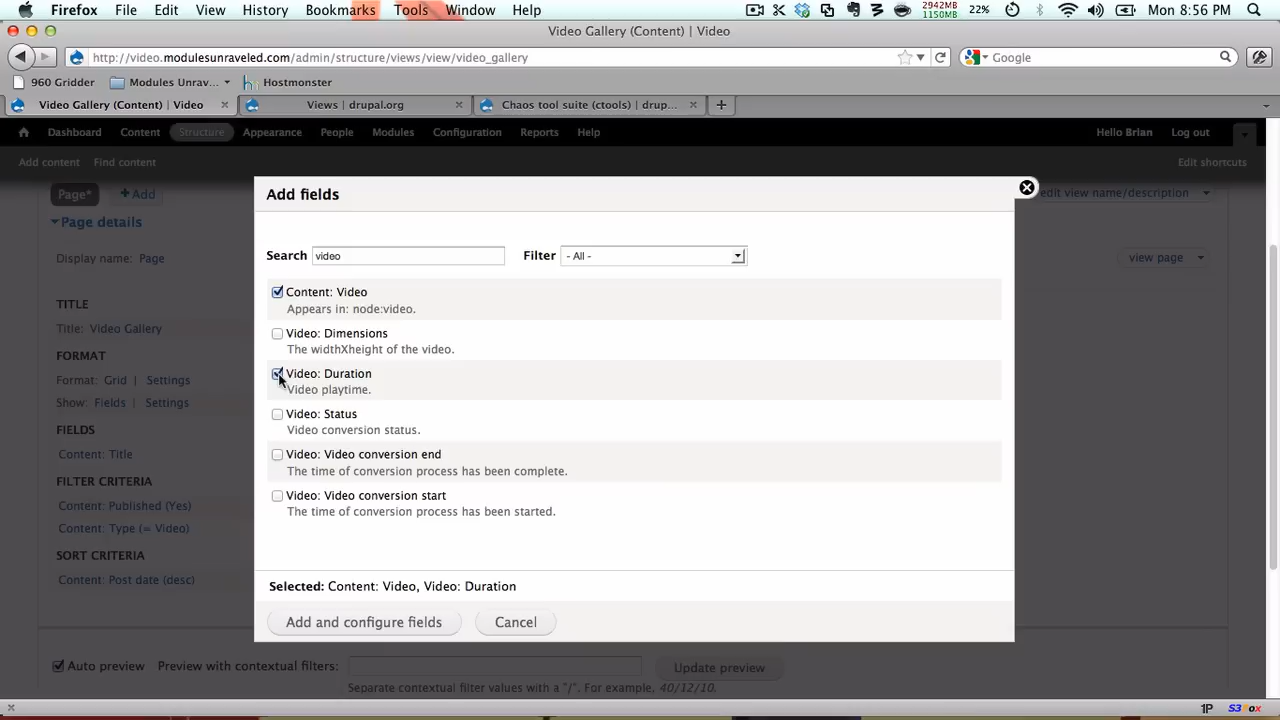 Firefox File Edit View History Bookmarks Tools Window Help 2942MB 1150MB 22% Mon 8:56 PM
Video Gallery (Content) | Video
http://video.modulesunraveled.com/admin/structure/views/view/video_gallery Google
960 Gridder Modules Unrav... Hostmonster
Video Gallery (Content) | Video Views | drupal.org Chaos tool suite (ctools) | drup...
Dashboard Content Structure Appearance People Modules Configuration Reports Help Hello Brian Log out
Add content Find content Edit shortcuts
Page* Add edit view name/description
Page details
Display name: Page view page
TITLE
Title: Video Gallery
FORMAT
Format: Grid | Settings
Show: Fields | Settings
FIELDS
Content: Title
FILTER CRITERIA
Content: Published (Yes)
Content: Type (= Video)
SORT CRITERIA
Content: Post date (desc)
Add fields
Search video Filter - All -
Content: Video
Appears in: node:video.
Video: Dimensions
The widthXheight of the video.
Video: Duration
Video playtime.
Video: Status
Video conversion status.
Video: Video conversion end
The time of conversion process has been complete.
Video: Video conversion start
The time of conversion process has been started.
Selected: Content: Video, Video: Duration
Add and configure fields Cancel
Auto preview Preview with contextual filters: Update preview
Separate contextual filter values with a "/". For example, 40/12/10.
1P S3Fox